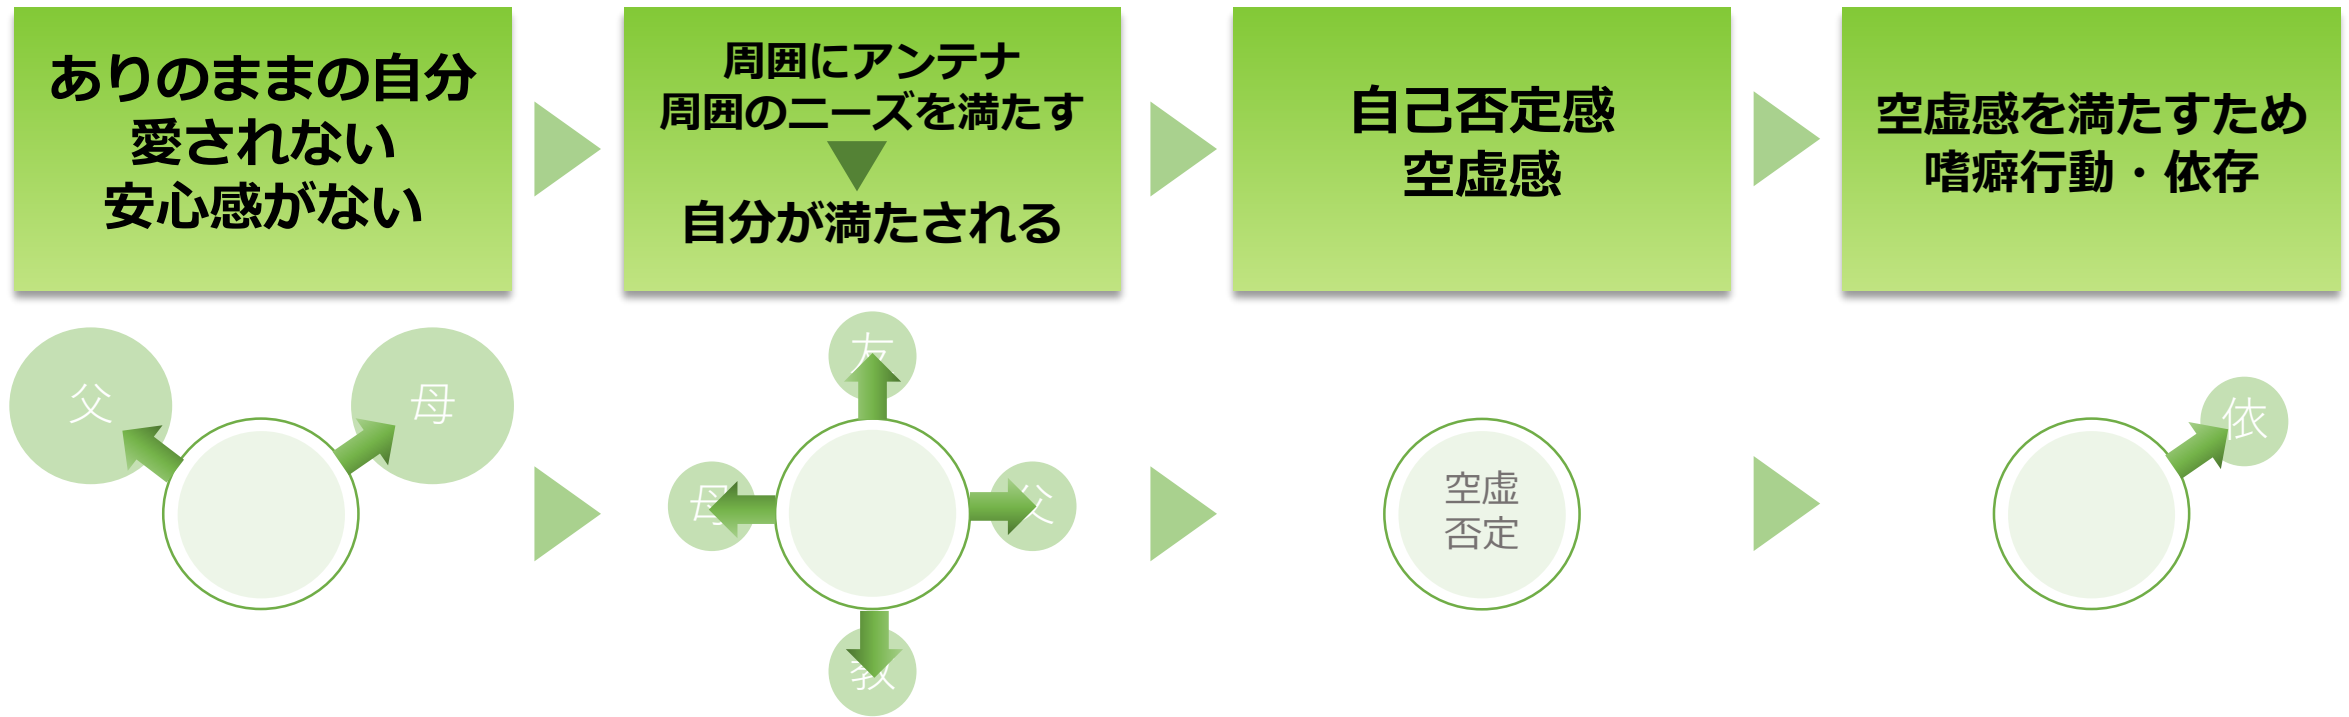 ありのままの自分
愛されない
安心感がない
周囲にアンテナ
周囲のニーズを満たす
自分が満たされる
自己否定感
空虚感
空虚感を満たすため
嗜癖行動・依存
父
母
友
母
父
教
空虚
否定
依